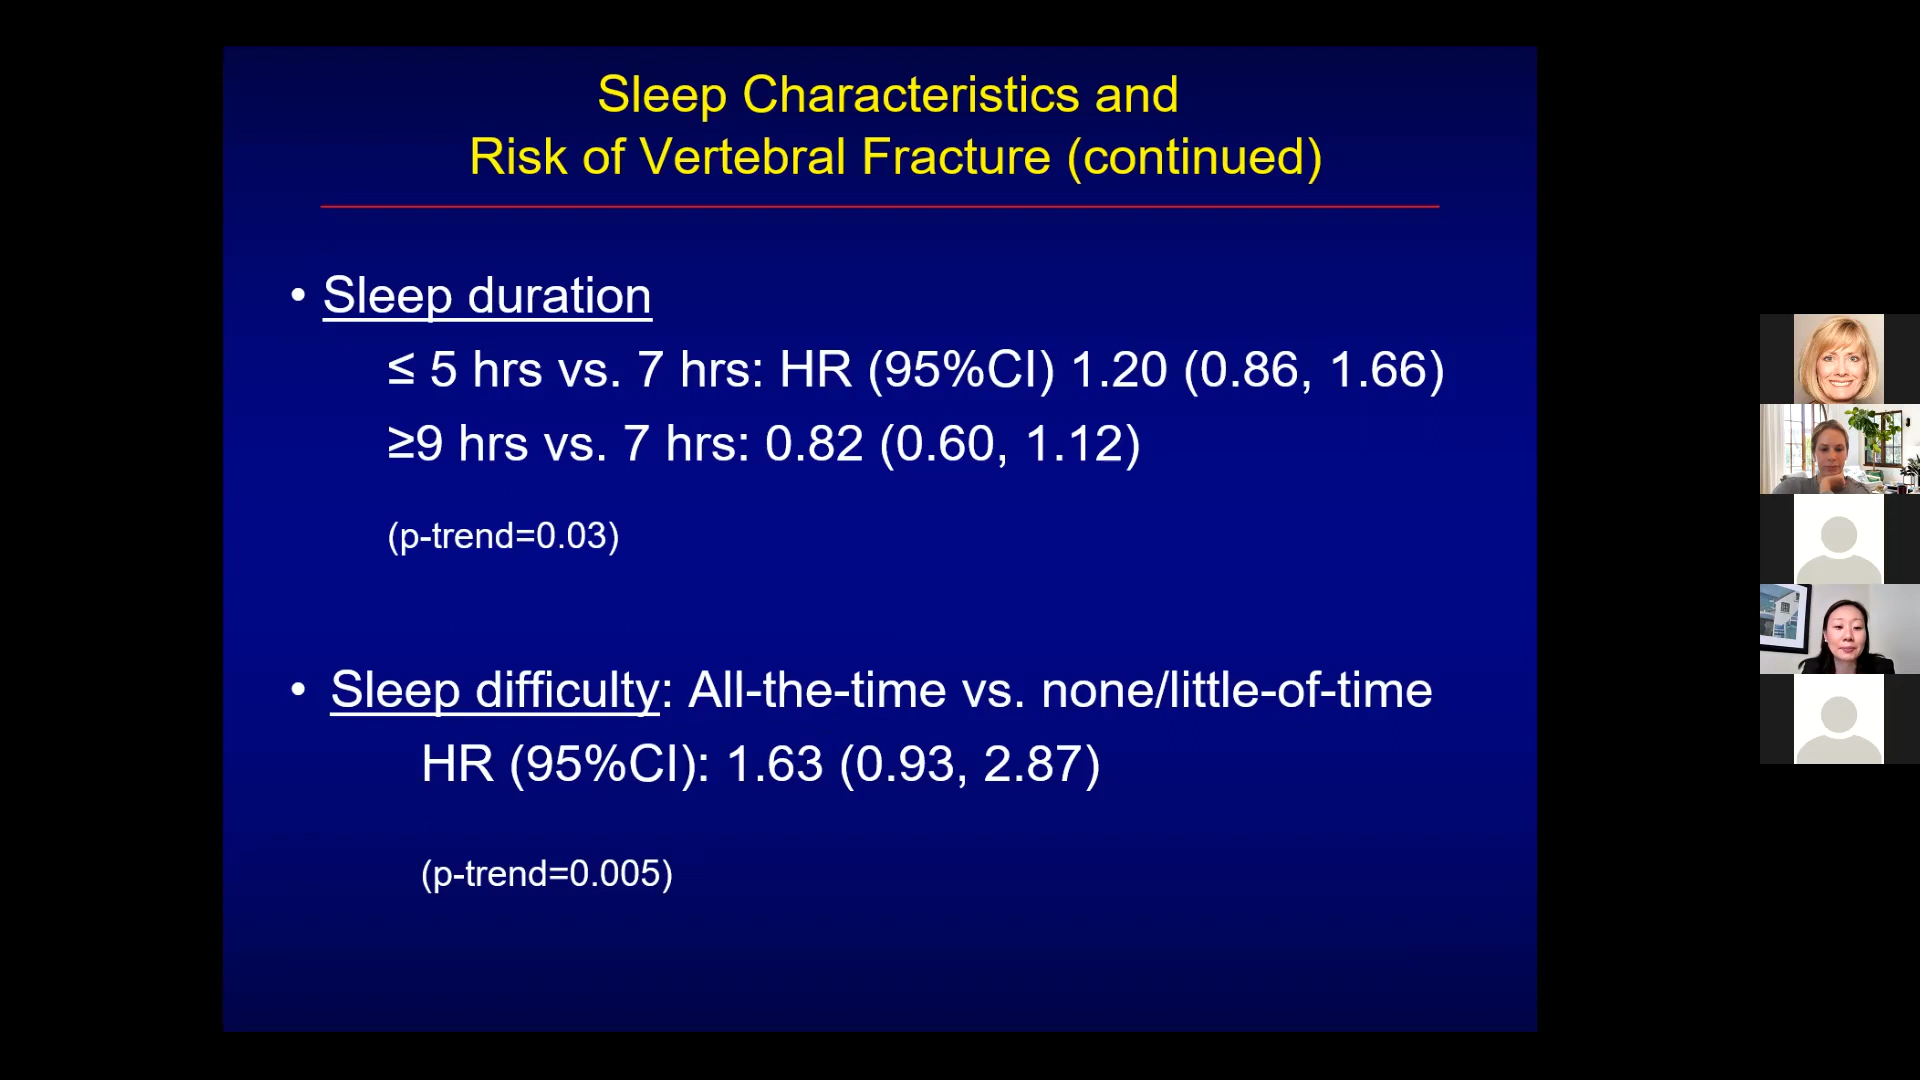 Sleep Characteristics and
Risk of Vertebral Fracture (continued)
• Sleep duration
≤ 5 hrs vs. 7 hrs: HR (95%CI) 1.20 (0.86, 1.66)
≥9 hrs vs. 7 hrs: 0.82 (0.60, 1.12)
(p-trend=0.03)
• Sleep difficulty: All-the-time vs. none/little-of-time
HR (95%CI): 1.63 (0.93, 2.87)
(p-trend=0.005)